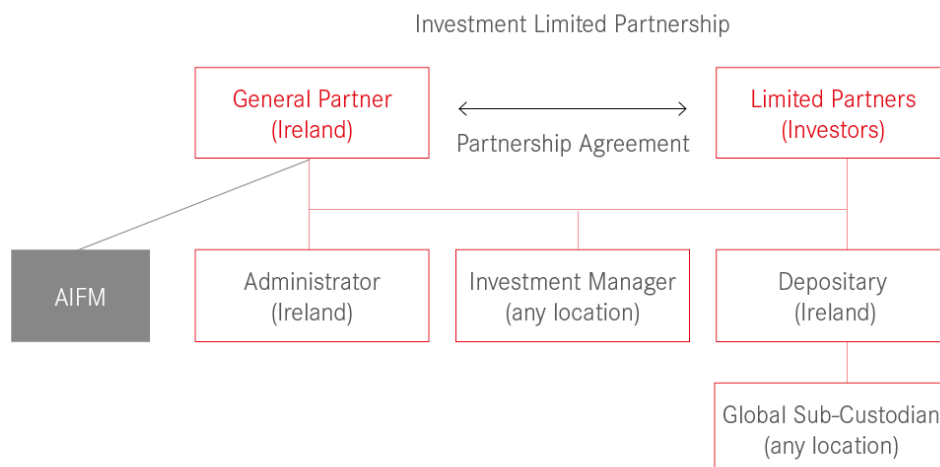 Investment Limited Partnership
General Partner
(Ireland)
Partnership Agreement
Limited Partners
(Investors)
AIFM
Administrator
(Ireland)
Investment Manager
(any location)
Depositary
(Ireland)
Global Sub-Custodian
(any location)